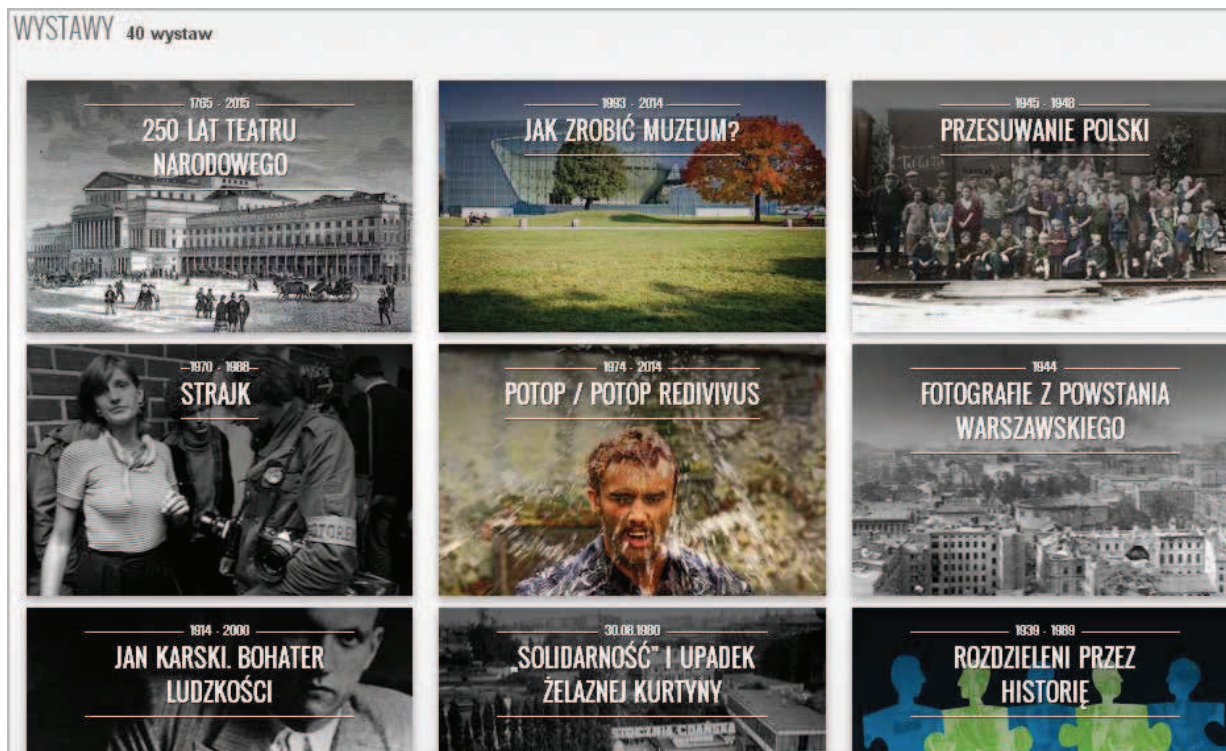 WYSTAWY 40 wystaw
1765 - 2015
250 LAT TEATRU
NARODOWEGO
1993 - 2014
JAK ZROBIĆ MUZEUM?
1945 - 1948
PRZESUWANIE POLSKI
1970 - 1988
STRAJK
1974 - 2014
POTOP / POTOP REDIVIVUS
1944
FOTOGRAFIE Z POWSTANIA
WARSZAWSKIEGO
1914 - 2000
JAN KARSKI. BOHATER
LUDZKOŚCI
30.08.1980
„SOLIDARNOŚĆ” I UPADEK
ŻELAZNEJ KURTYNY
STOCZNIA GDAŃSKA
1939 - 1989
ROZDZIELENI PRZEZ
HISTORIĘ